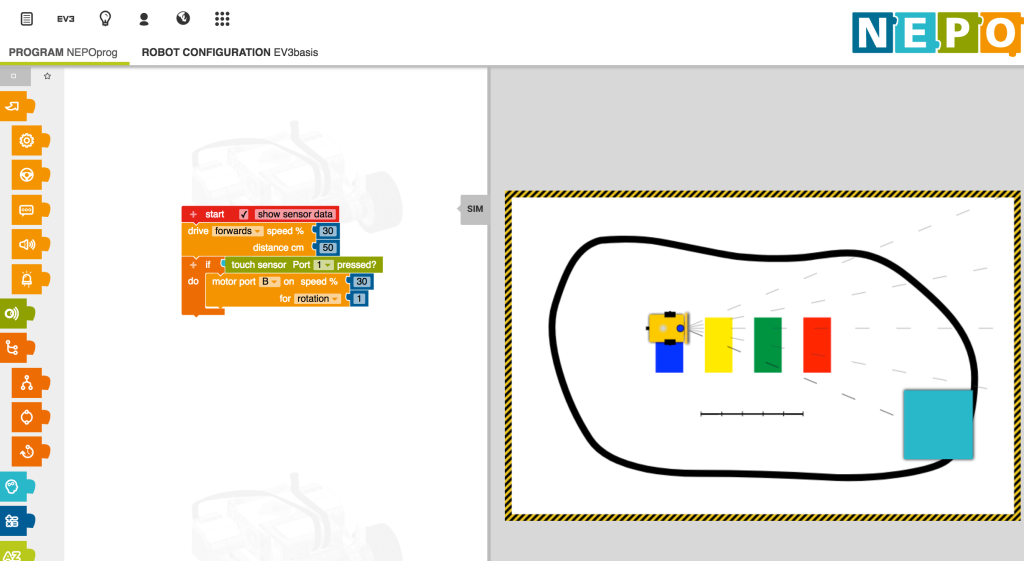 EV3
NEPO
PROGRAM NEPOprog
ROBOT CONFIGURATION EV3basis
SIM
+ start ✓ show sensor data
drive forwards speed % 30
distance cm 50
+ if touch sensor Port 1 pressed?
do motor port B on speed % 30
for rotation 1
AZ